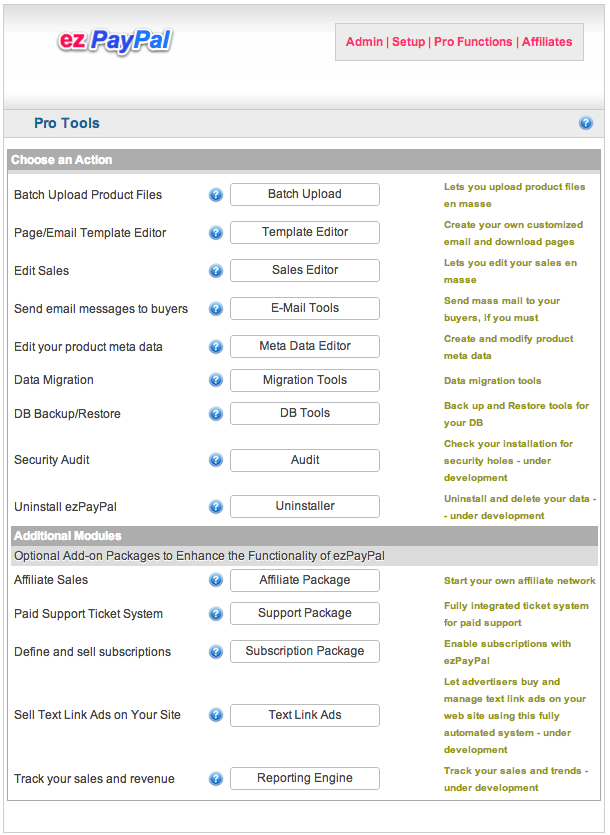 ez PayPal
Admin | Setup | Pro Functions | Affiliates
Pro Tools
?
Choose an Action
Batch Upload Product Files ? Batch Upload Lets you upload product files
en masse
Page/Email Template Editor ? Template Editor Create your own customized
email and download pages
Edit Sales ? Sales Editor Lets you edit your sales en
masse
Send email messages to buyers ? E-Mail Tools Send mass mail to your
buyers, if you must
Edit your product meta data ? Meta Data Editor Create and modify product
meta data
Data Migration ? Migration Tools Data migration tools
DB Backup/Restore ? DB Tools Back up and Restore tools for
your DB
Security Audit ? Audit Check your installation for
security holes - under
development
Uninstall ezPayPal ? Uninstaller Uninstall and delete your data -
- under development
Additional Modules
Optional Add-on Packages to Enhance the Functionality of ezPayPal
Affiliate Sales ? Affiliate Package Start your own affiliate network
Paid Support Ticket System ? Support Package Fully integrated ticket system
for paid support
Define and sell subscriptions ? Subscription Package Enable subscriptions with
ezPayPal
Sell Text Link Ads on Your Site ? Text Link Ads Let advertisers buy and
manage text link ads on your
web site using this fully
automated system - under
development
Track your sales and revenue ? Reporting Engine Track your sales and trends -
under development